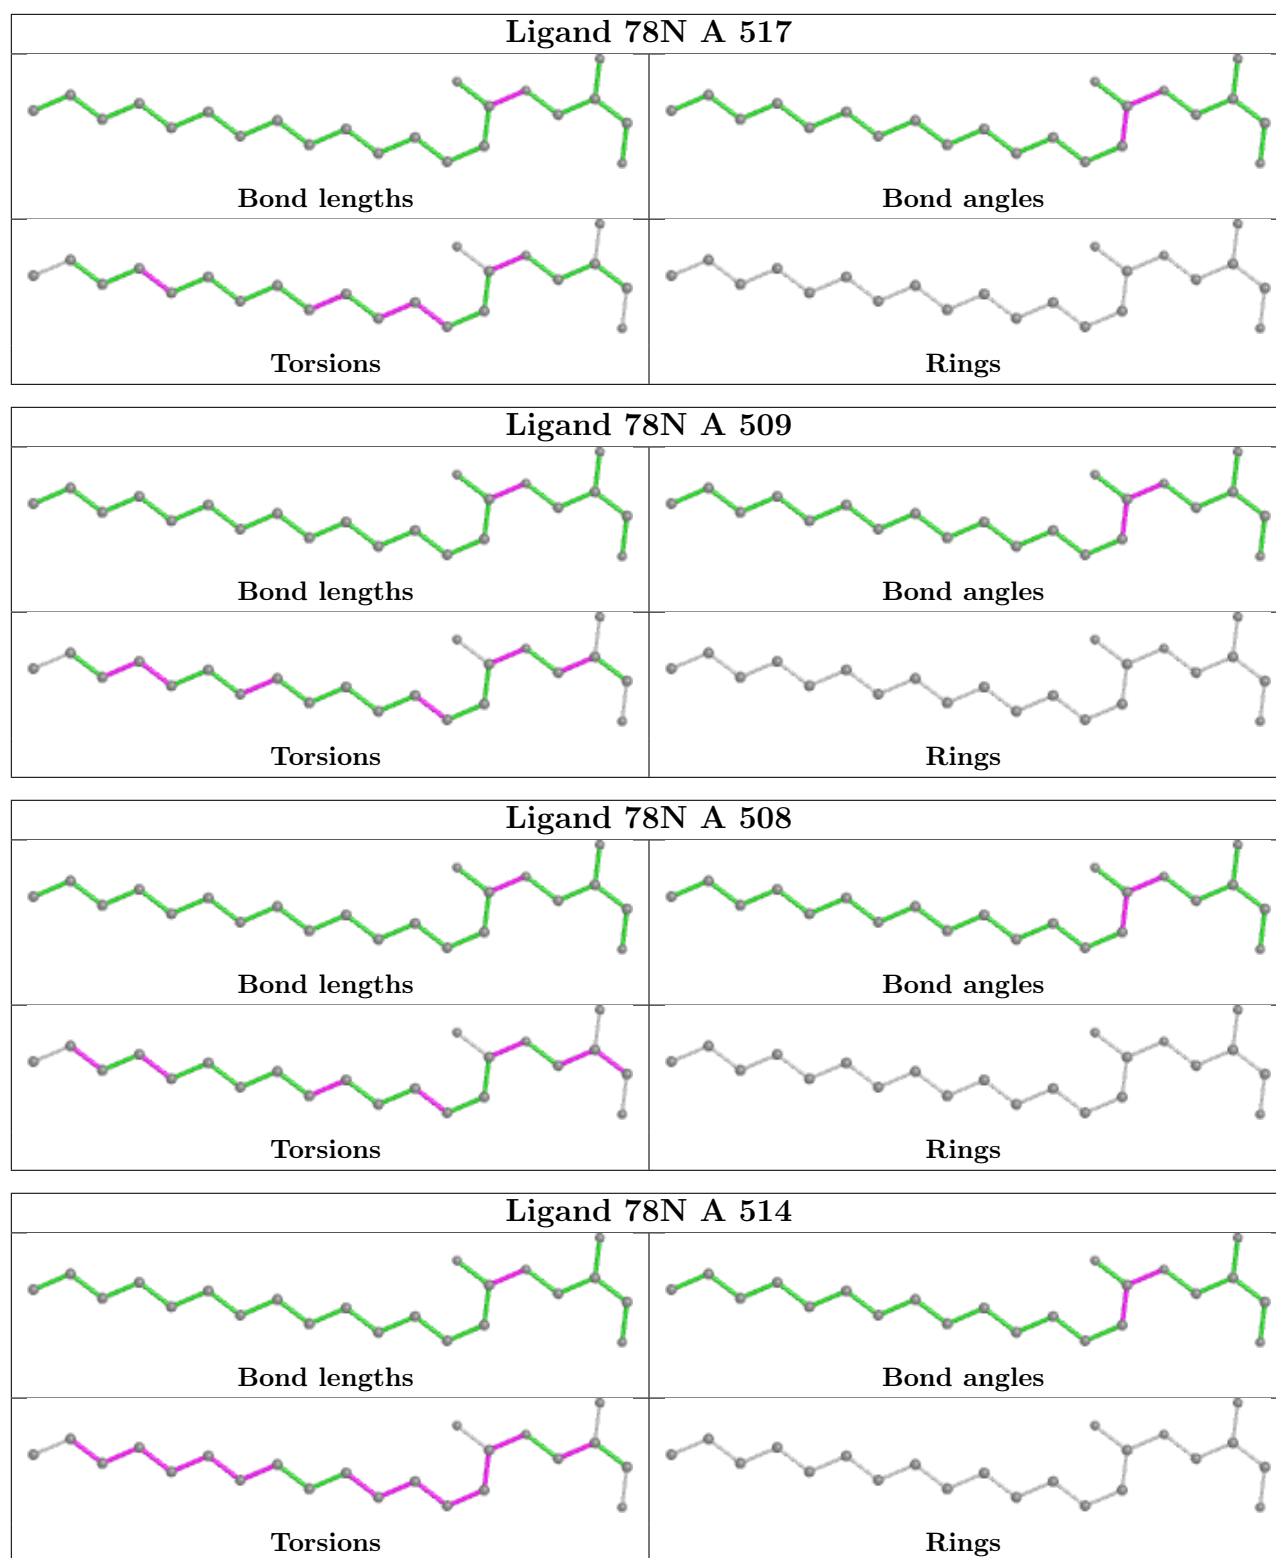 Ligand 78N A 517
Bond lengths
Bond angles
Torsions
Rings
Ligand 78N A 509
Bond lengths
Bond angles
Torsions
Rings
Ligand 78N A 508
Bond lengths
Bond angles
Torsions
Rings
Ligand 78N A 514
Bond lengths
Bond angles
Torsions
Rings